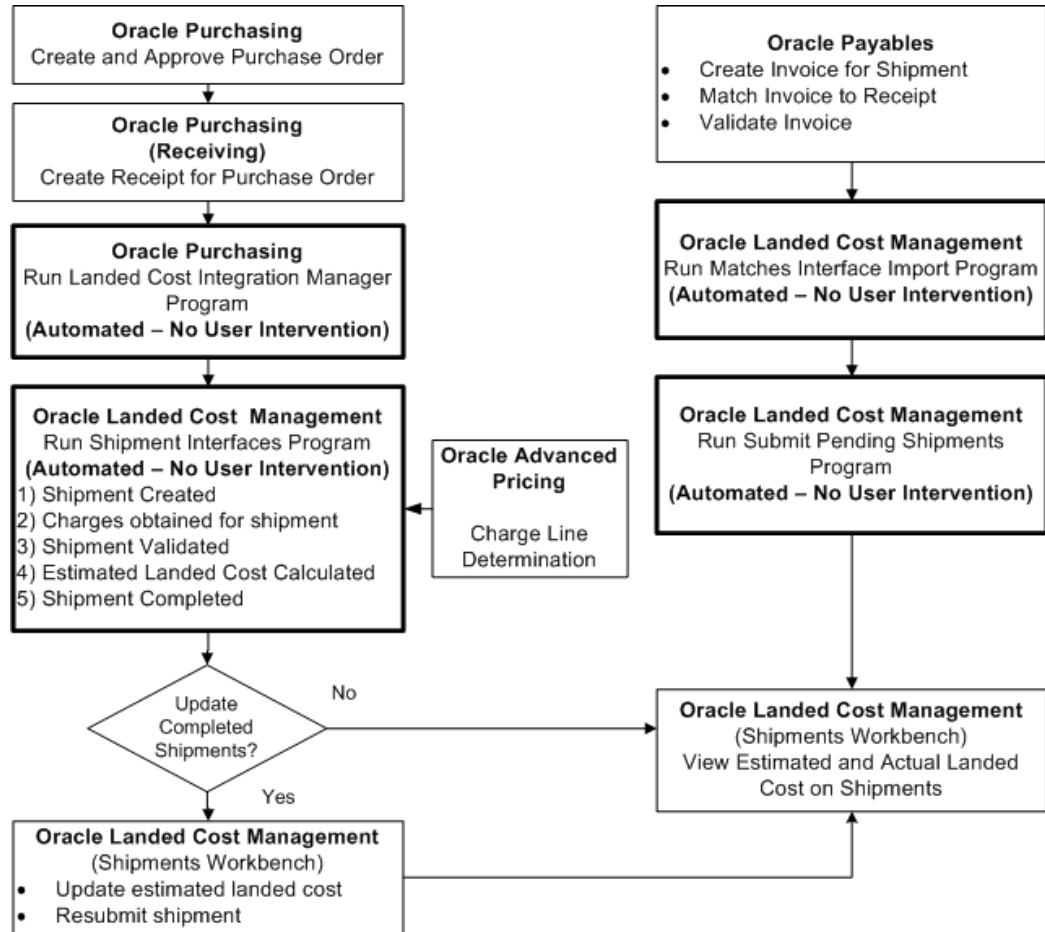 Oracle Purchasing
Create and Approve Purchase Order
Oracle Purchasing
(Receiving)
Create Receipt for Purchase Order
Oracle Purchasing
Run Landed Cost Integration Manager
Program
(Automated – No User Intervention)
Oracle Landed Cost Management
Run Shipment Interfaces Program
(Automated – No User Intervention)
1) Shipment Created
2) Charges obtained for shipment
3) Shipment Validated
4) Estimated Landed Cost Calculated
5) Shipment Completed
Oracle Advanced
Pricing
Charge Line
Determination
Update
Completed
Shipments?
No
Yes
Oracle Landed Cost Management
(Shipments Workbench)
• Update estimated landed cost
• Resubmit shipment
Oracle Payables
• Create Invoice for Shipment
• Match Invoice to Receipt
• Validate Invoice
Oracle Landed Cost Management
Run Matches Interface Import Program
(Automated – No User Intervention)
Oracle Landed Cost Management
Run Submit Pending Shipments
Program
(Automated – No User Intervention)
Oracle Landed Cost Management
(Shipments Workbench)
View Estimated and Actual Landed
Cost on Shipments